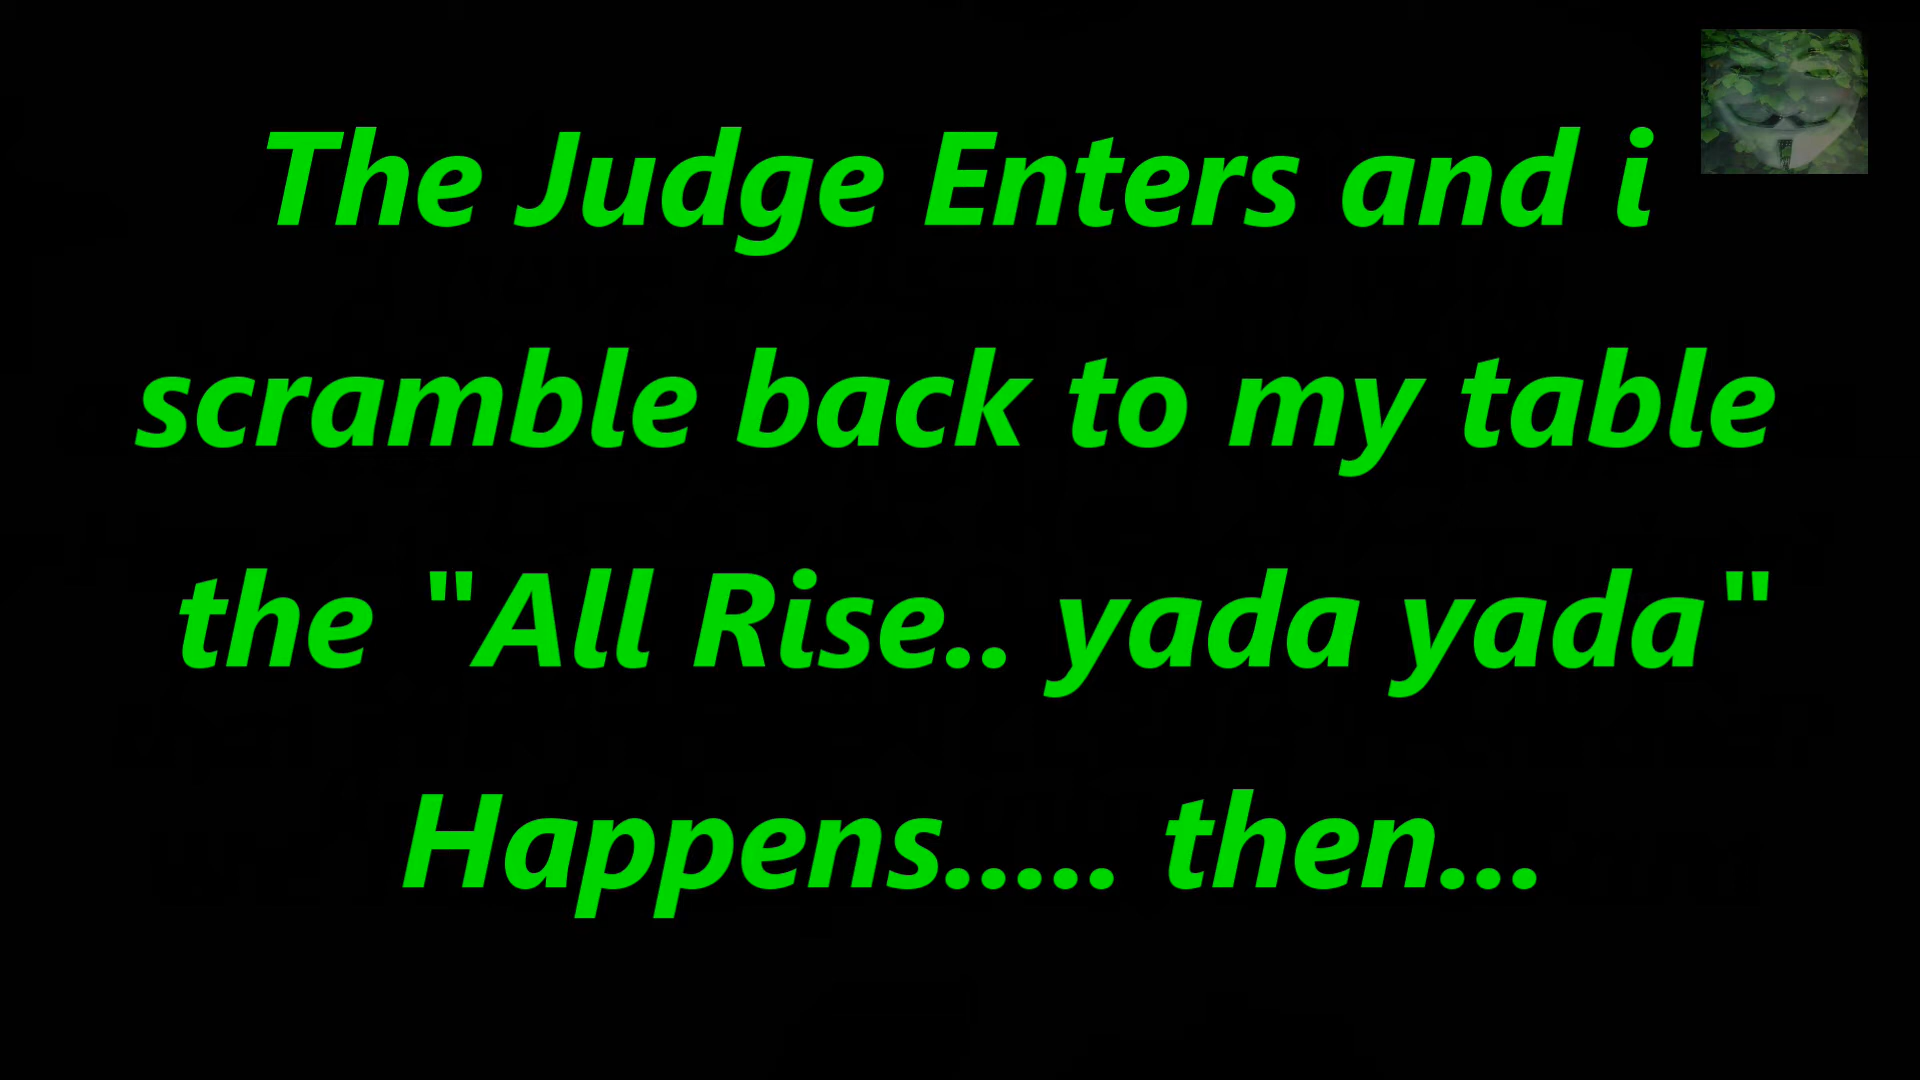 The Judge Enters and i
scramble back to my table
the "All Rise.. yada yada"
Happens..... then...